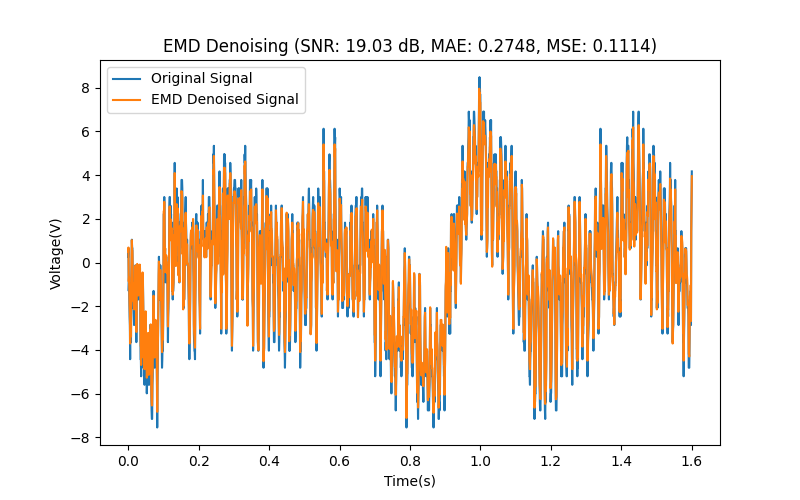 EMD Denoising (SNR: 19.03 dB, MAE: 0.2748, MSE: 0.1114)
Original Signal
EMD Denoised Signal
Voltage(V)
8
6
4
2
0
−2
−4
−6
−8
0.0 0.2 0.4 0.6 0.8 1.0 1.2 1.4 1.6
Time(s)